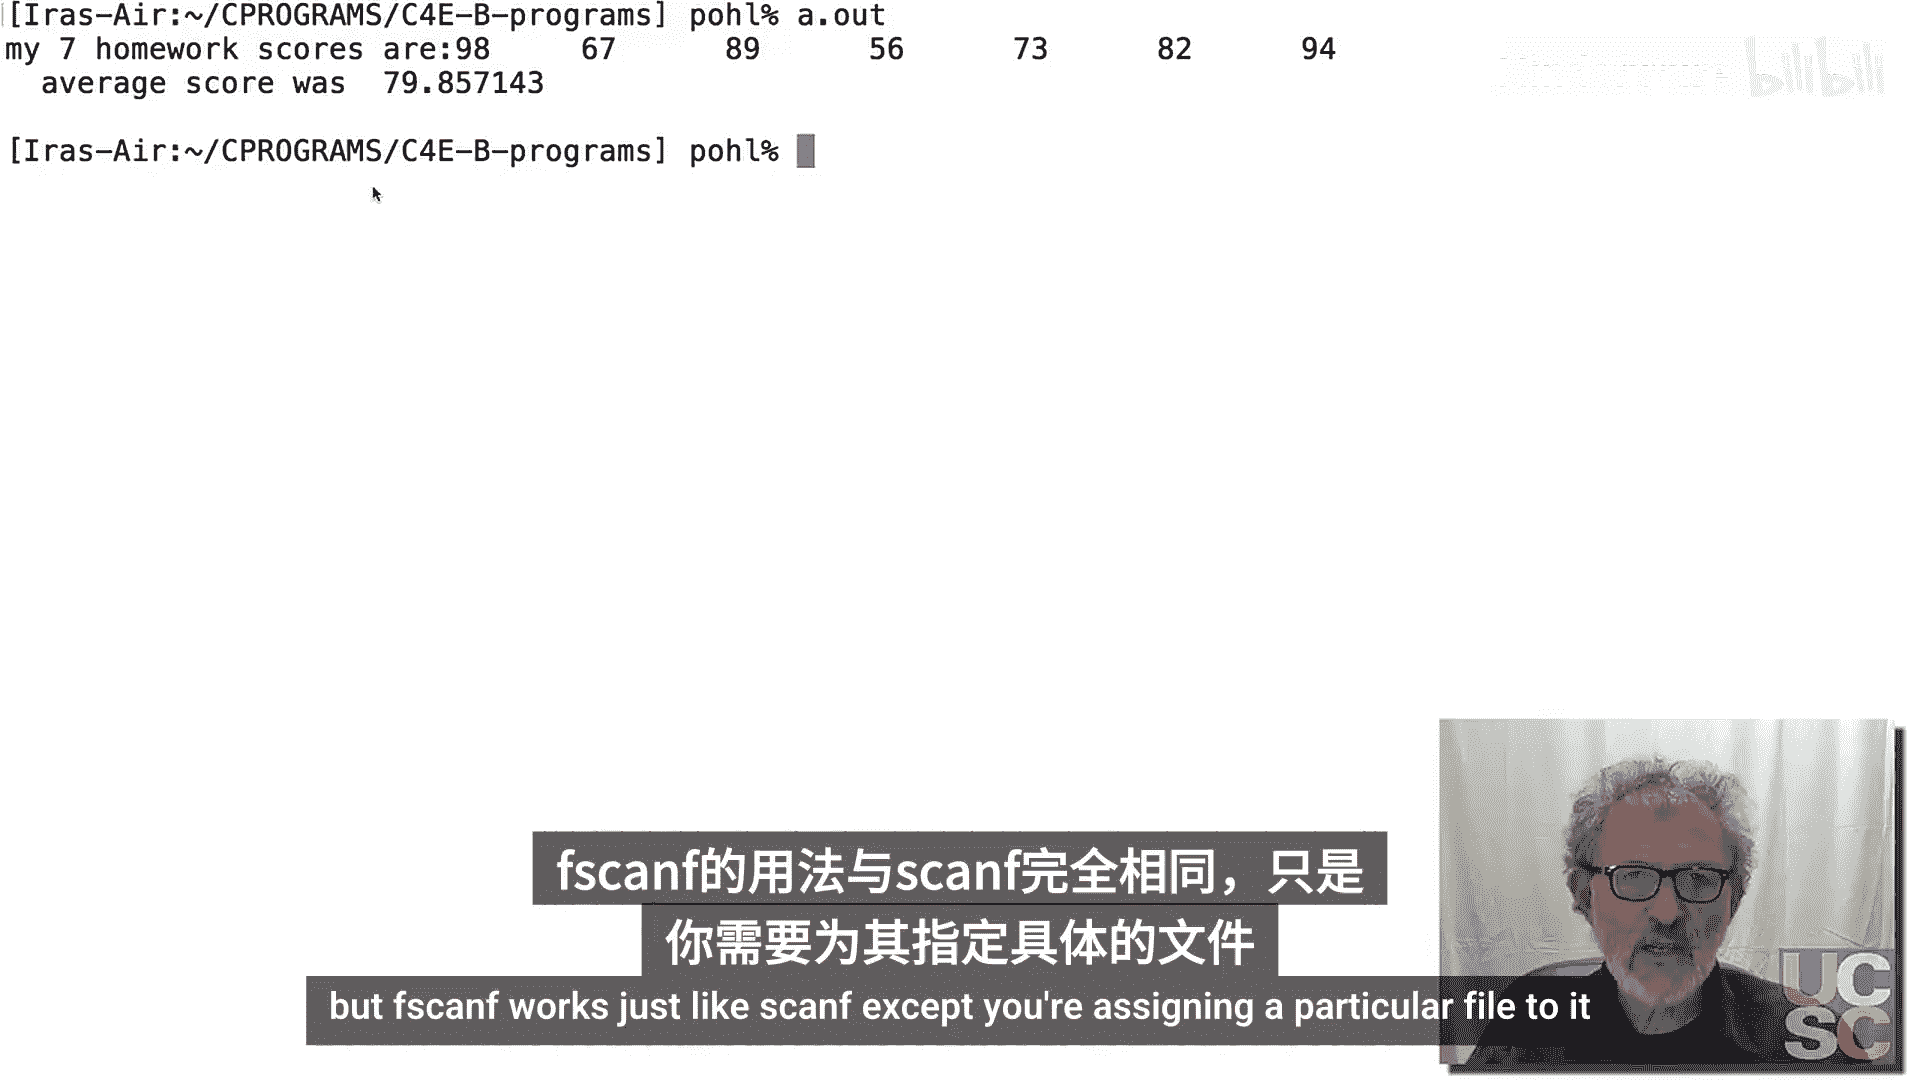 [Iras-Air:~/CPROGRAMS/C4E-B-programs] pohl% a.out
my 7 homework scores are:98 67 89 56 73 82 94
average score was 79.857143
[Iras-Air:~/CPROGRAMS/C4E-B-programs] pohl%
bilibili
fscanf的用法与scanf完全相同，只是
你需要为其指定具体的文件
but fscanf works just like scanf except you're assigning a particular file to it
UC
SC